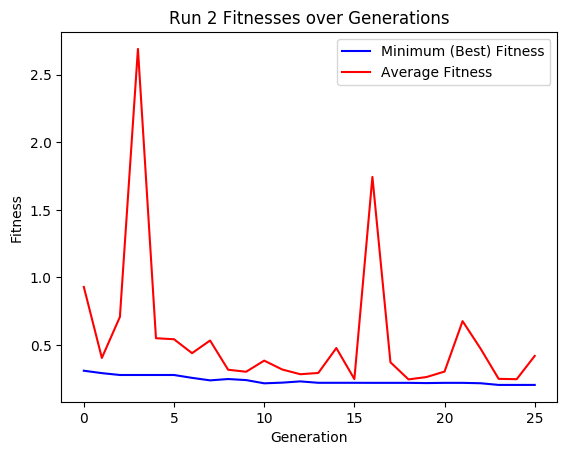 Run 2 Fitnesses over Generations
Minimum (Best) Fitness
Average Fitness
Fitness
2.5
2.0
1.5
1.0
0.5
0
5
10
15
20
25
Generation